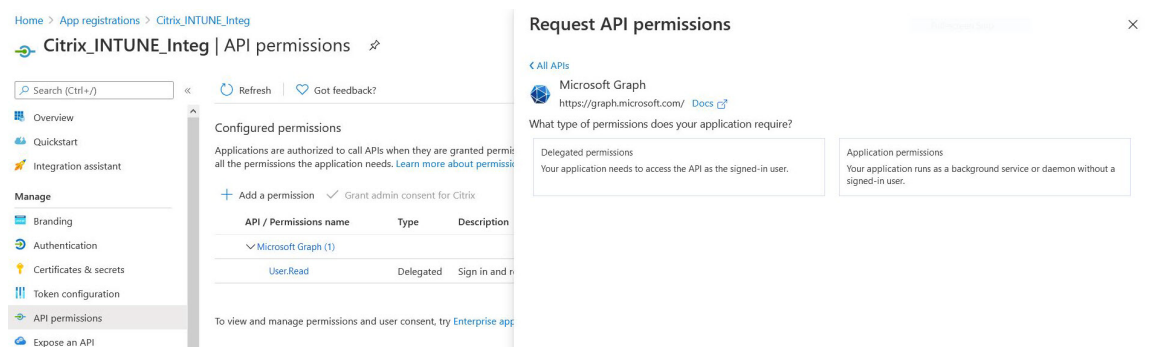 Home > App registrations > Citrix_INTUNE_Integ
Citrix_INTUNE_Integ | API permissions
Search (Ctrl+/)
Overview
Quickstart
Integration assistant
Manage
Branding
Authentication
Certificates & secrets
Token configuration
API permissions
Expose an API
Refresh
Got feedback?
Configured permissions
Applications are authorized to call APIs when they are granted permis
all the permissions the application needs. Learn more about permissio
Add a permission
Grant admin consent for Citrix
API / Permissions name Type Description
Microsoft Graph (1)
User.Read Delegated Sign in and r
To view and manage permissions and user consent, try Enterprise app
Request API permissions
All APIs
Microsoft Graph
https://graph.microsoft.com/ Docs
What type of permissions does your application require?
Delegated permissions
Your application needs to access the API as the signed-in user.
Application permissions
Your application runs as a background service or daemon without a
signed-in user.